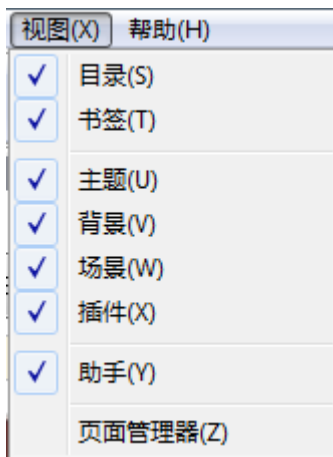 视图(X) 帮助(H)
目录(S)
书签(T)
主题(U)
背景(V)
场景(W)
插件(X)
助手(Y)
页面管理器(Z)